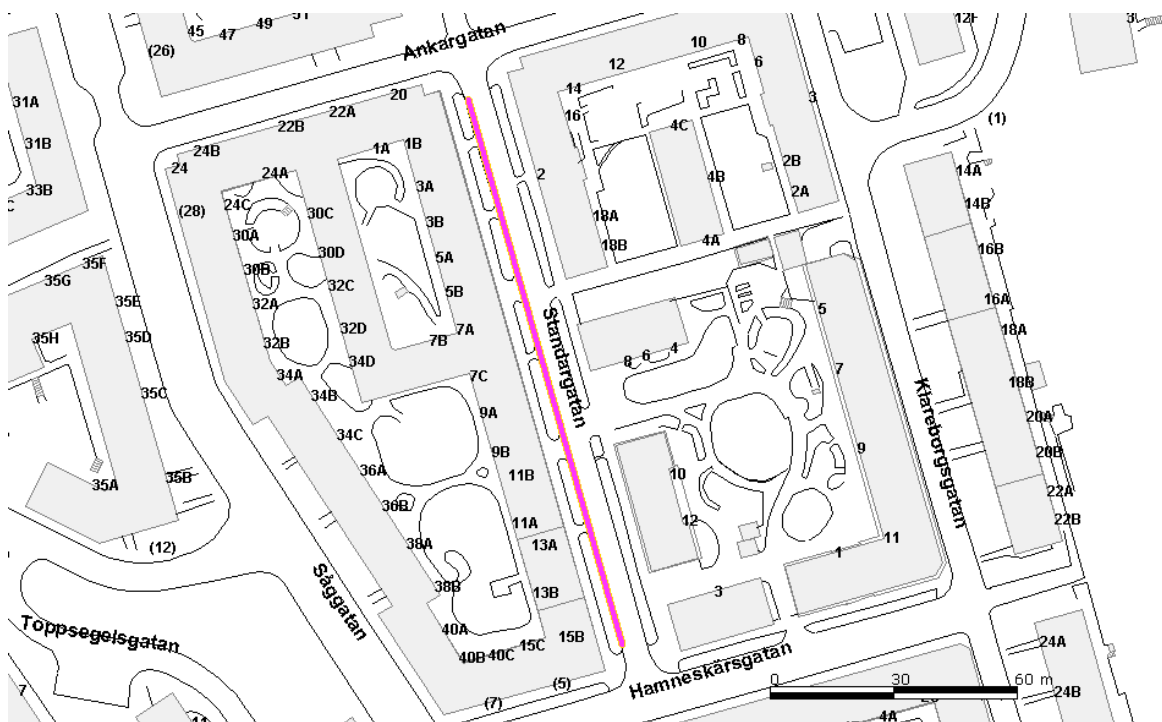 45
47
49
51
(26)
Ankargatan
10
8
12
6
14
16
3
12F
31A
31B
33B
C
20
22A
22B
24B
24
1A
1B
24A
3A
24C
30C
(28)
30A
3B
30D
5A
30B
32C
5B
32A
7A
32D
7B
32B
34D
34A
7C
34B
9A
34C
9B
36A
11B
36B
11A
38A
13A
38B
13B
40A
15B
15C
40B
40C
(5)
(7)
4C
2
4B
2B
2A
18A
18B
4A
(1)
14A
14B
16B
16A
18A
18B
20A
20B
22A
22B
24A
24B
35F
35G
35E
35D
35H
35C
35B
35A
(12)
Standargatan
8
6
4
5
7
9
11
10
12
1
3
Klareborgsgatan
Såggatan
Toppsegelsgatan
Hamneskärsgatan
7
4A
0
30
60 m